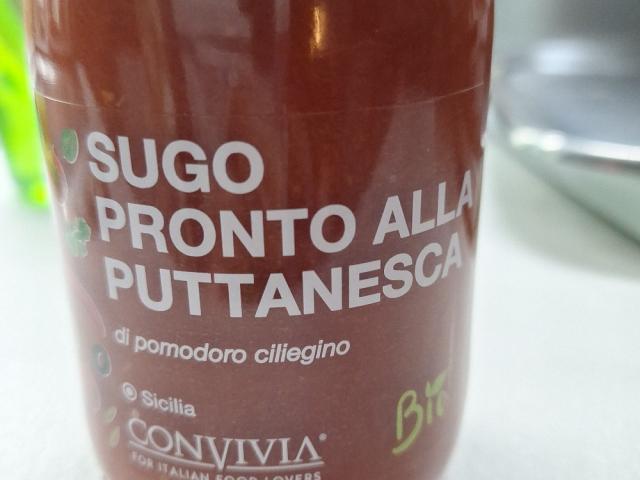 SUGO
PRONTO ALLA
PUTTANESCA
di pomodoro ciliegino
Sicilia
Bio
CONVIVIA®
FOR ITALIAN FOOD LOVERS